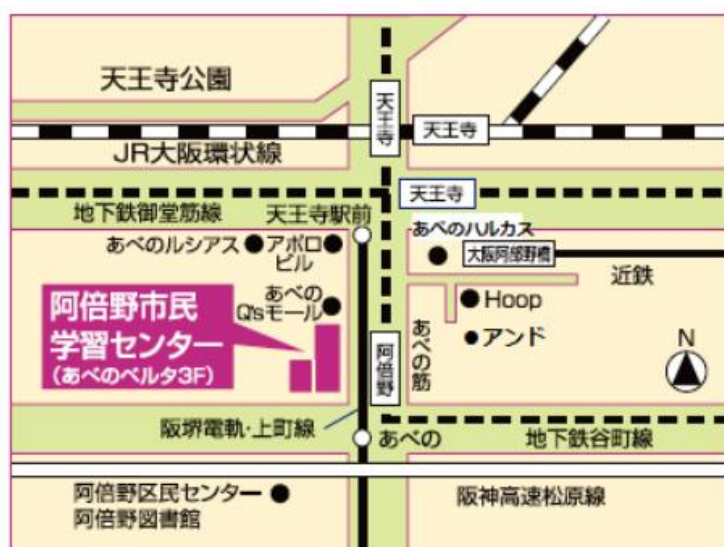 天王寺公園
天王寺
天王寺
JR大阪環状線
天王寺
地下鉄御堂筋線
天王寺駅前
あべのハルカス
あべのルシアス
アポロ
ビル
大阪阿部野橋
近鉄
阿倍野市民
学習センター
(あべのベルタ3F)
あべの
Q'sモール
Hoop
アンド
あべの筋
阿倍野
N
阪堺電軌・上町線
あべの
地下鉄谷町線
阿倍野区民センター
阿倍野図書館
阪神高速松原線